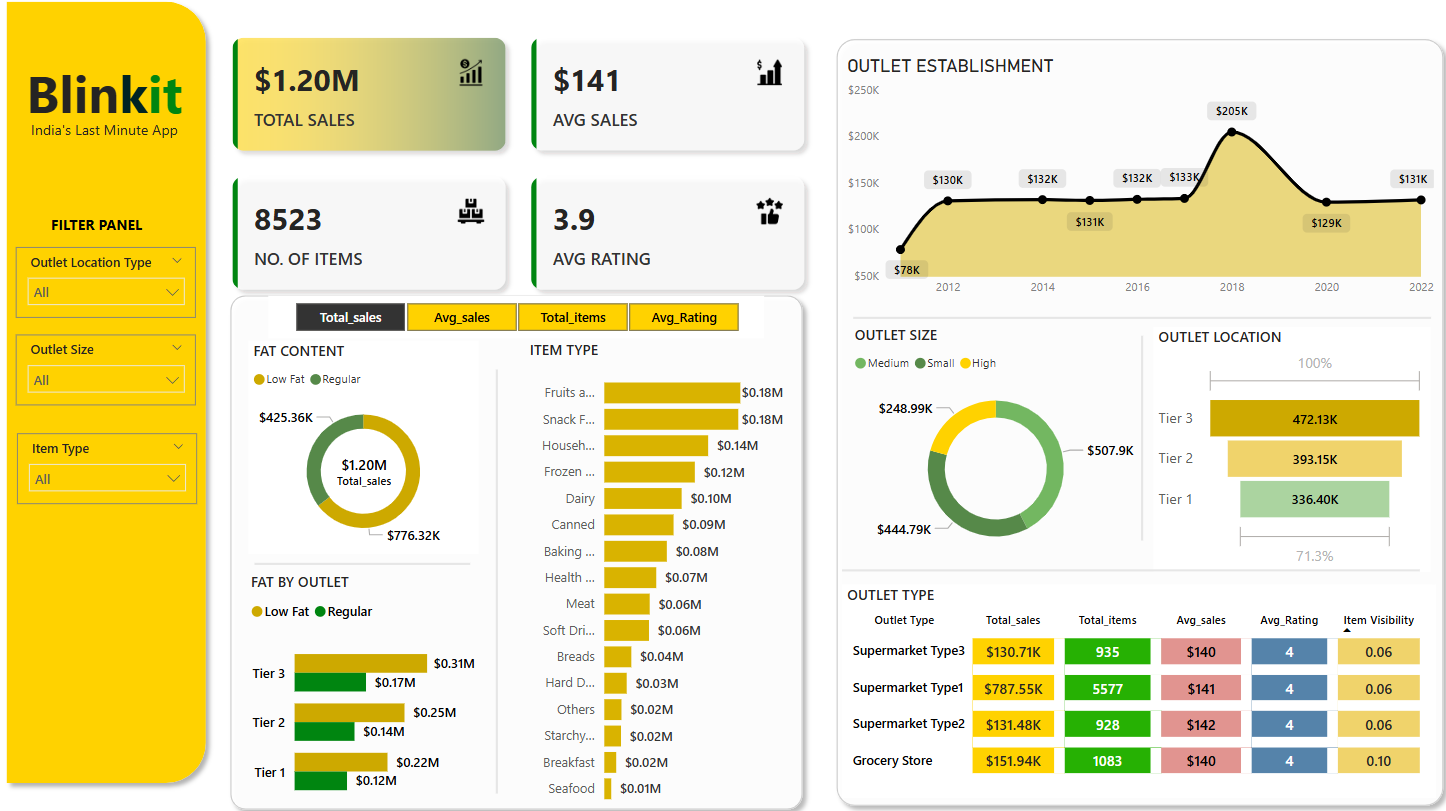 Blinkit
India's Last Minute App
FILTER PANEL
Outlet Location Type
All
Outlet Size
All
Item Type
All
$1.20M
TOTAL SALES
$141
AVG SALES
8523
NO. OF ITEMS
3.9
AVG RATING
Total_sales Avg_sales Total_items Avg_Rating
FAT CONTENT
Low Fat Regular
$425.36K
$1.20M
Total_sales
$776.32K
FAT BY OUTLET
Low Fat Regular
Tier 3 $0.31M
$0.17M
Tier 2 $0.25M
$0.14M
Tier 1 $0.22M
$0.12M
ITEM TYPE
Fruits a... $0.18M
Snack F... $0.18M
Househ... $0.14M
Frozen ... $0.12M
Dairy $0.10M
Canned $0.09M
Baking ... $0.08M
Health ... $0.07M
Meat $0.06M
Soft Dri... $0.06M
Breads $0.04M
Hard D... $0.03M
Others $0.02M
Starchy... $0.02M
Breakfast $0.02M
Seafood $0.01M
OUTLET ESTABLISHMENT
$250K
$200K
$150K
$100K
$50K
$78K
$130K
$132K
$131K
$132K
$133K
$205K
$129K
$131K
2012 2014 2016 2018 2020 2022
OUTLET SIZE
Medium Small High
$248.99K
$507.9K
$444.79K
OUTLET LOCATION
100%
Tier 3 472.13K
Tier 2 393.15K
Tier 1 336.40K
71.3%
OUTLET TYPE
Outlet Type Total_sales Total_items Avg_sales Avg_Rating Item Visibility
Supermarket Type3 $130.71K 935 $140 4 0.06
Supermarket Type1 $787.55K 5577 $141 4 0.06
Supermarket Type2 $131.48K 928 $142 4 0.06
Grocery Store $151.94K 1083 $140 4 0.10